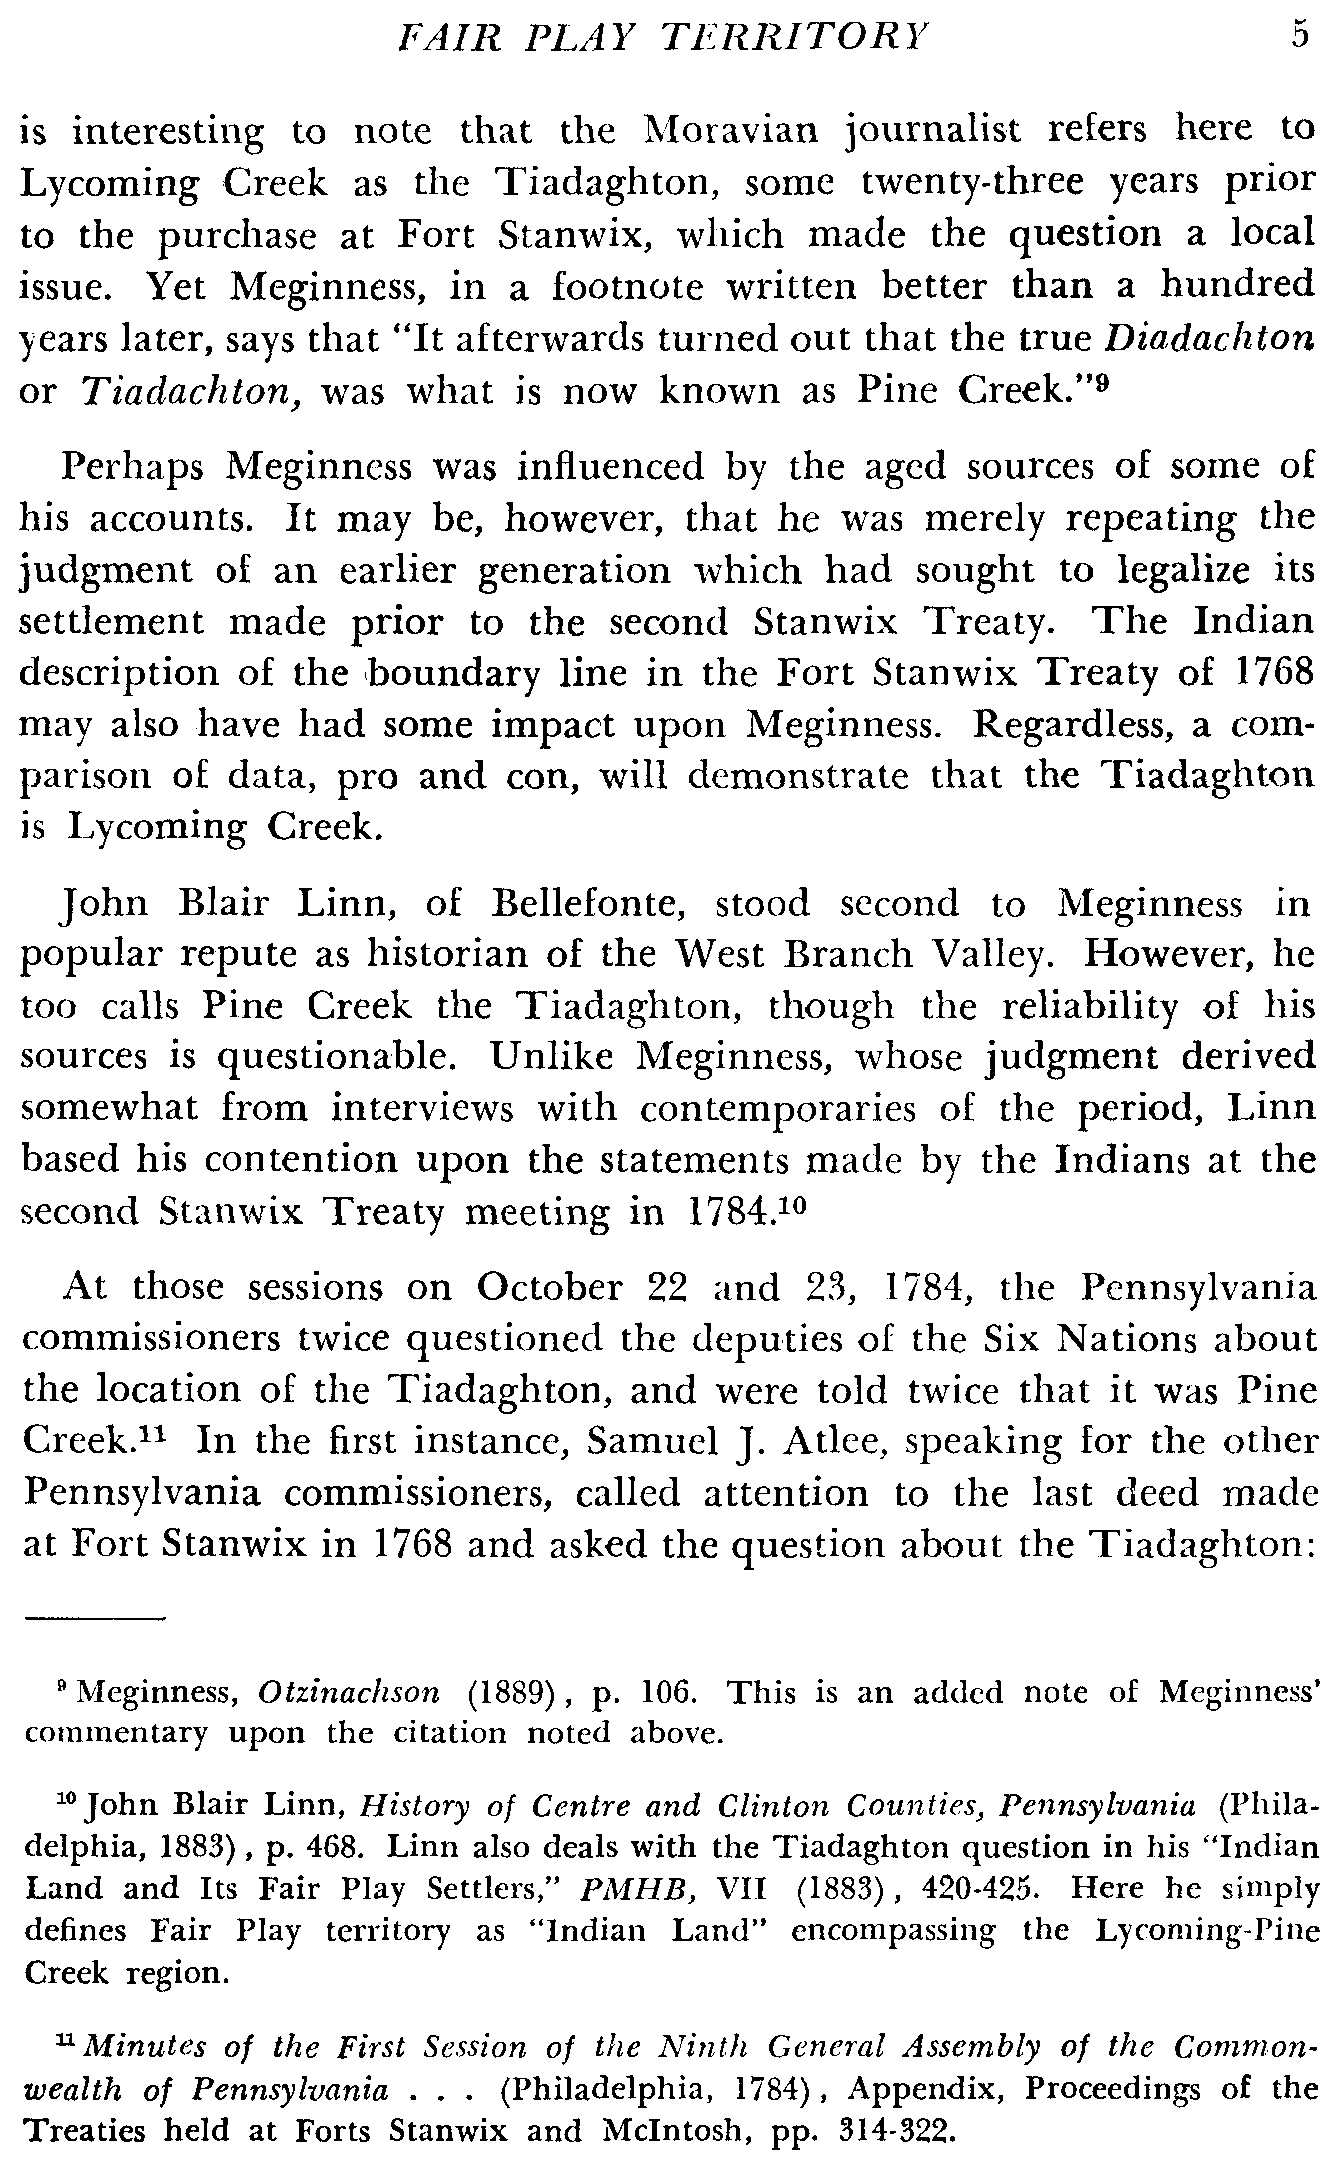 FAIR PLAY TERRITORY 5
is interesting to note that the Moravian journalist refers here to
Lycoming Creek as the Tiadaghton, some twenty-three years prior
to the purchase at Fort Stanwix, which made the question a local
issue. Yet Meginness, in a footnote written better than a hundred
years later, says that "It afterwards turned out that the true Diadachton
or Tiadachton, was what is now known as Pine Creek."⁹
Perhaps Meginness was influenced by the aged sources of some of
his accounts. It may be, however, that he was merely repeating the
judgment of an earlier generation which had sought to legalize its
settlement made prior to the second Stanwix Treaty. The Indian
description of the boundary line in the Fort Stanwix Treaty of 1768
may also have had some impact upon Meginness. Regardless, a com-
parison of data, pro and con, will demonstrate that the Tiadaghton
is Lycoming Creek.
John Blair Linn, of Bellefonte, stood second to Meginness in
popular repute as historian of the West Branch Valley. However, he
too calls Pine Creek the Tiadaghton, though the reliability of his
sources is questionable. Unlike Meginness, whose judgment derived
somewhat from interviews with contemporaries of the period, Linn
based his contention upon the statements made by the Indians at the
second Stanwix Treaty meeting in 1784.¹⁰
At those sessions on October 22 and 23, 1784, the Pennsylvania
commissioners twice questioned the deputies of the Six Nations about
the location of the Tiadaghton, and were told twice that it was Pine
Creek.¹¹ In the first instance, Samuel J. Atlee, speaking for the other
Pennsylvania commissioners, called attention to the last deed made
at Fort Stanwix in 1768 and asked the question about the Tiadaghton:
⁹ Meginness, Otzinachson (1889), p. 106. This is an added note of Meginness'
commentary upon the citation noted above.
¹⁰ John Blair Linn, History of Centre and Clinton Counties, Pennsylvania (Phila-
delphia, 1883), p. 468. Linn also deals with the Tiadaghton question in his "Indian
Land and Its Fair Play Settlers," PMHB, VII (1883), 420-425. Here he simply
defines Fair Play territory as "Indian Land" encompassing the Lycoming-Pine
Creek region.
¹¹ Minutes of the First Session of the Ninth General Assembly of the Common-
wealth of Pennsylvania . . . (Philadelphia, 1784), Appendix, Proceedings of the
Treaties held at Forts Stanwix and McIntosh, pp. 314-322.